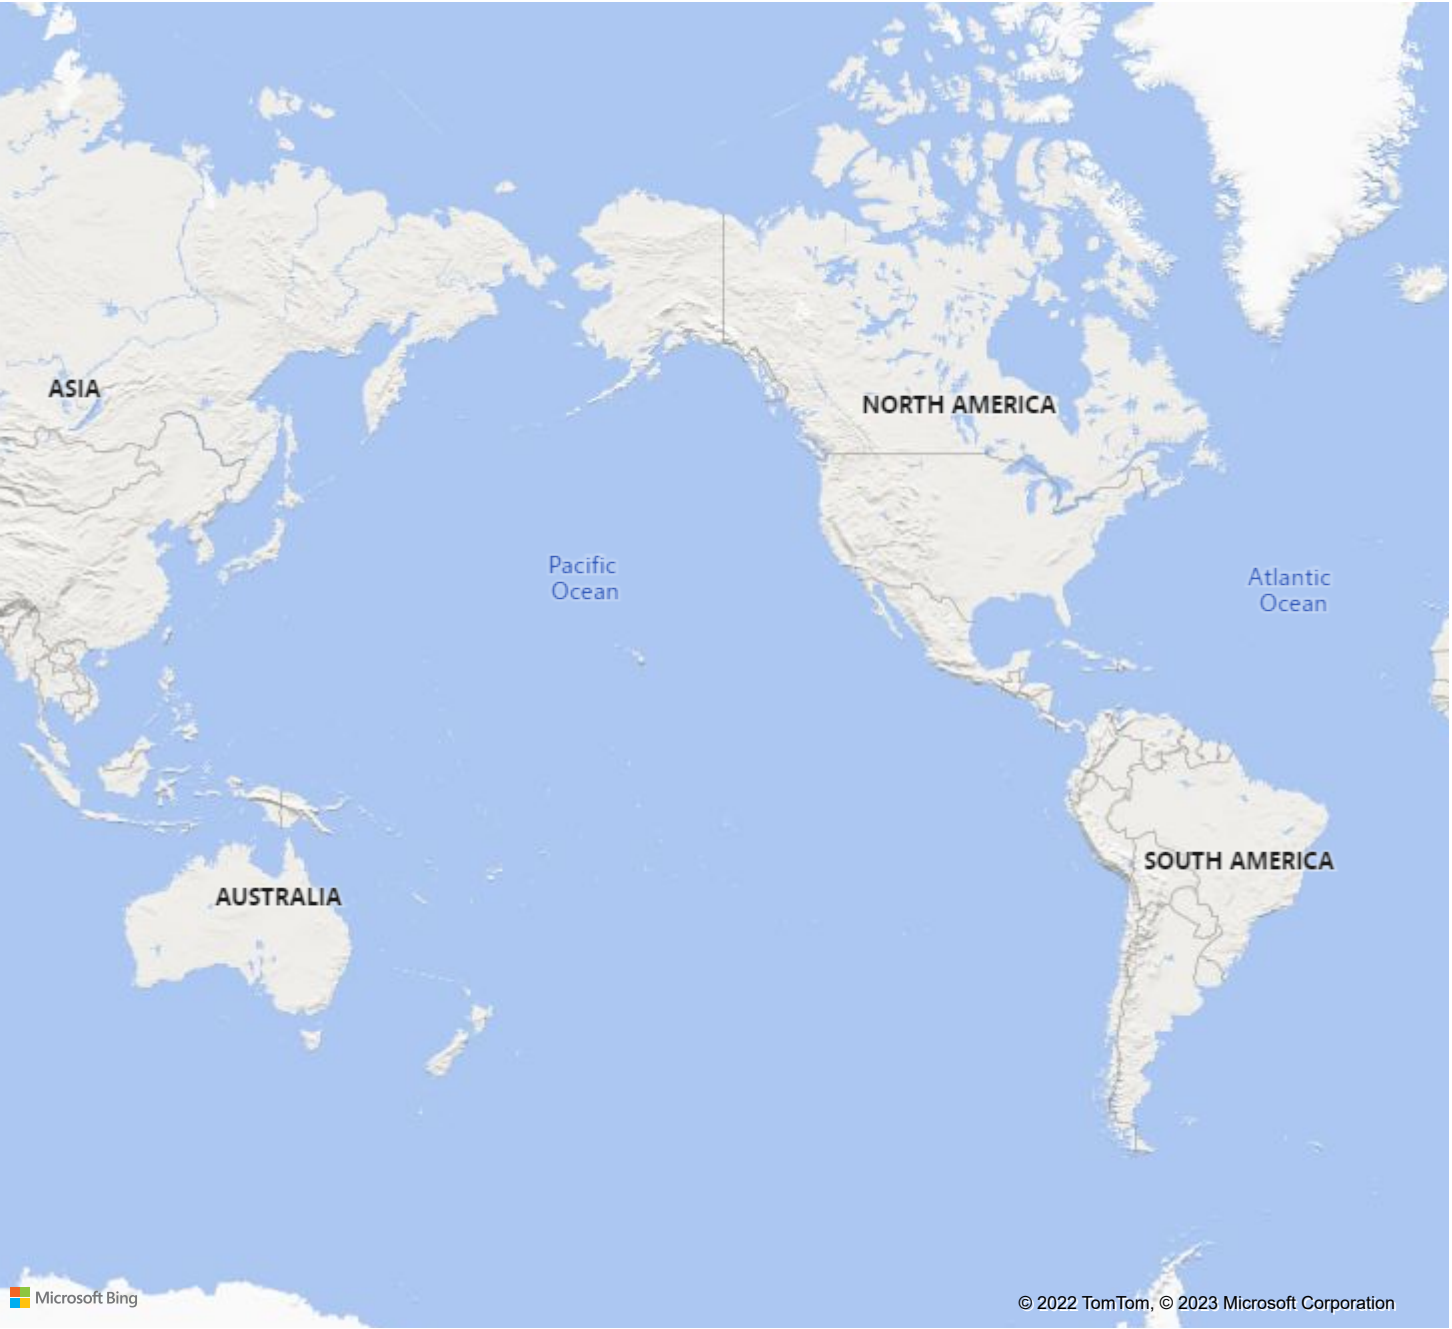 ASIA
NORTH AMERICA
Pacific
Ocean
Atlantic
Ocean
SOUTH AMERICA
AUSTRALIA
Microsoft Bing
© 2022 TomTom, © 2023 Microsoft Corporation